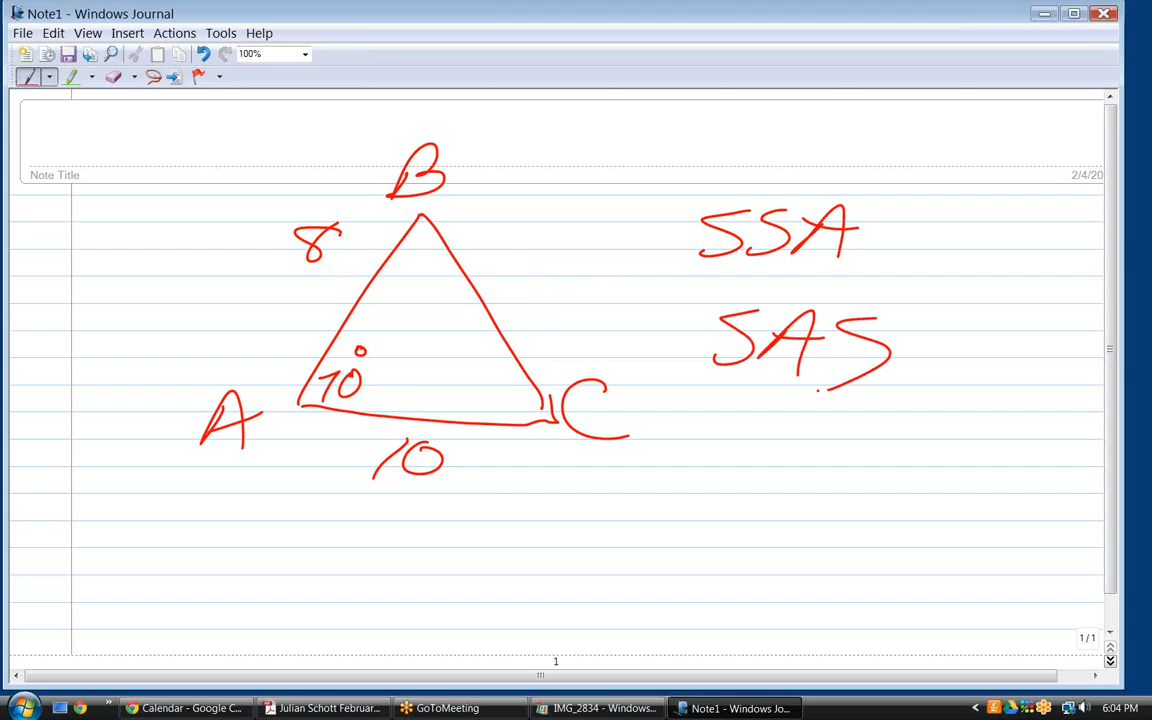 Note1 - Windows Journal
File Edit View Insert Actions Tools Help
100%
Note Title
2/4/20
B
8
SSA
SAS
70°
A
C
10
1/1
1
Calendar - Google C...
Julian Schott Februar...
GoToMeeting
IMG_2834 - Windows...
Note1 - Windows Jo...
6:04 PM